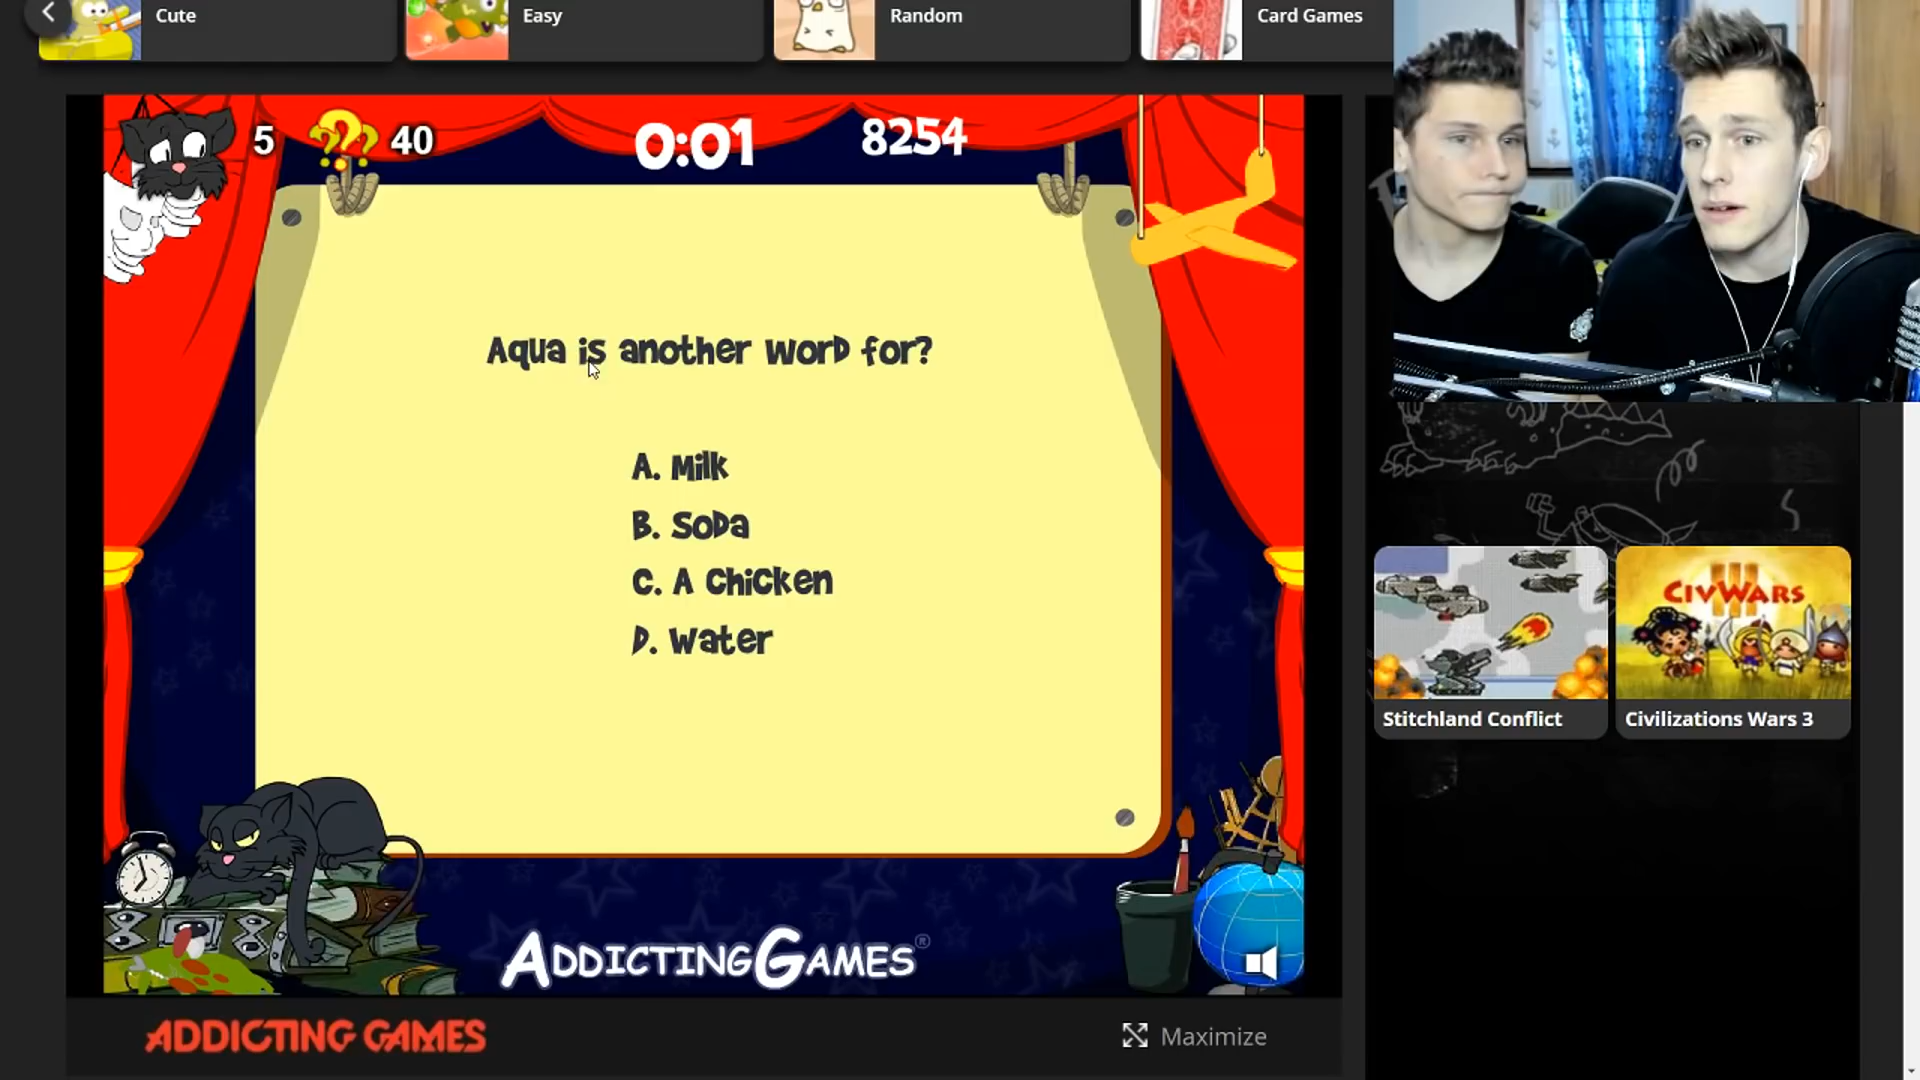 Cute
Easy
Random
Card Games
5
40
0:01
8254
Aqua is another word for?
A. Milk
B. Soda
C. A Chicken
D. Water
ADDICTINGGAMES®
ADDICTING GAMES
Maximize
CIVWARS
III
Stitchland Conflict
Civilizations Wars 3